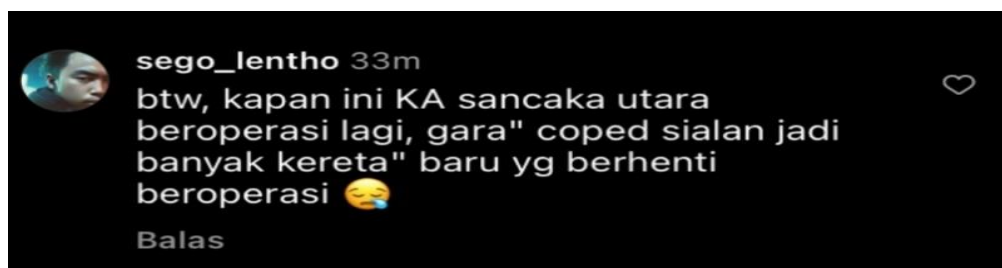 sego_lentho 33m
btw, kapan ini KA sancaka utara
beroperasi lagi, gara" coped sialan jadi
banyak kereta" baru yg berhenti
beroperasi 😪
Balas